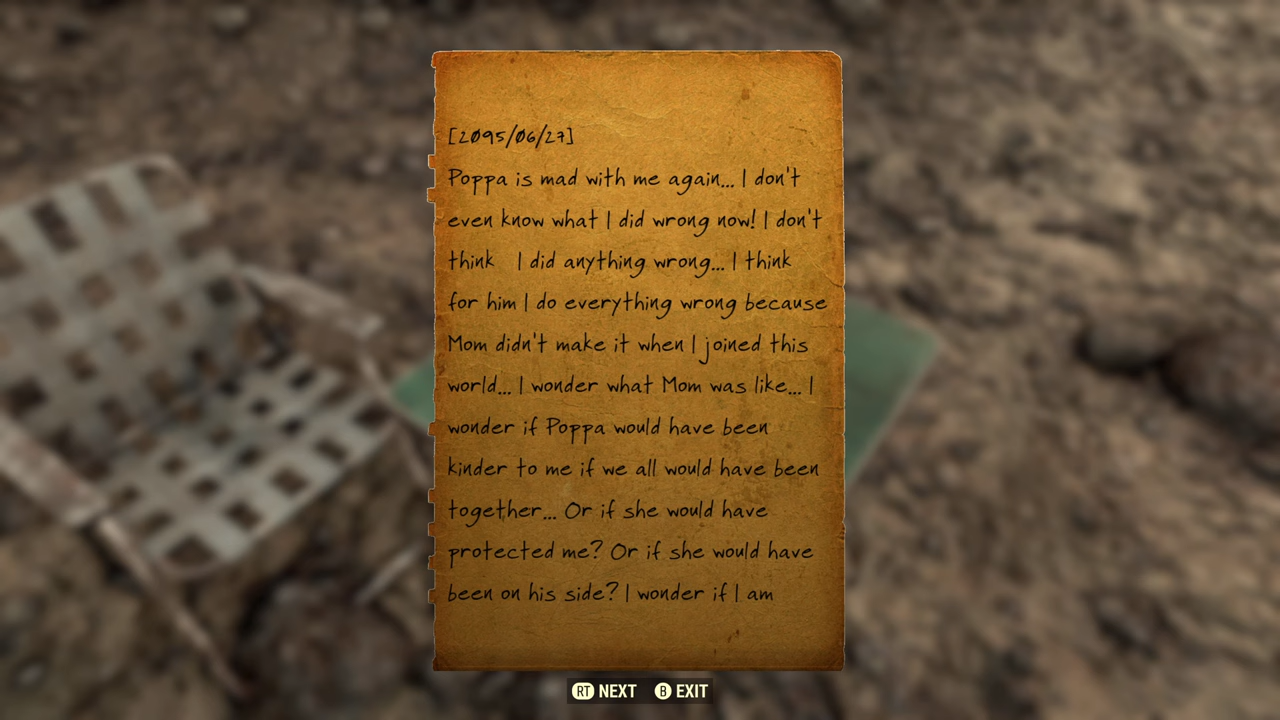 [2095/06/27]
Poppa is mad with me again... I don't
even know what I did wrong now! I don't
think   I did anything wrong... I think
for him I do everything wrong because
Mom didn't make it when I joined this
world... I wonder what Mom was like... I
wonder if Poppa would have been
kinder to me if we all would have been
together... Or if she would have
protected me? Or if she would have
been on his side? I wonder if I am
RT NEXT B EXIT